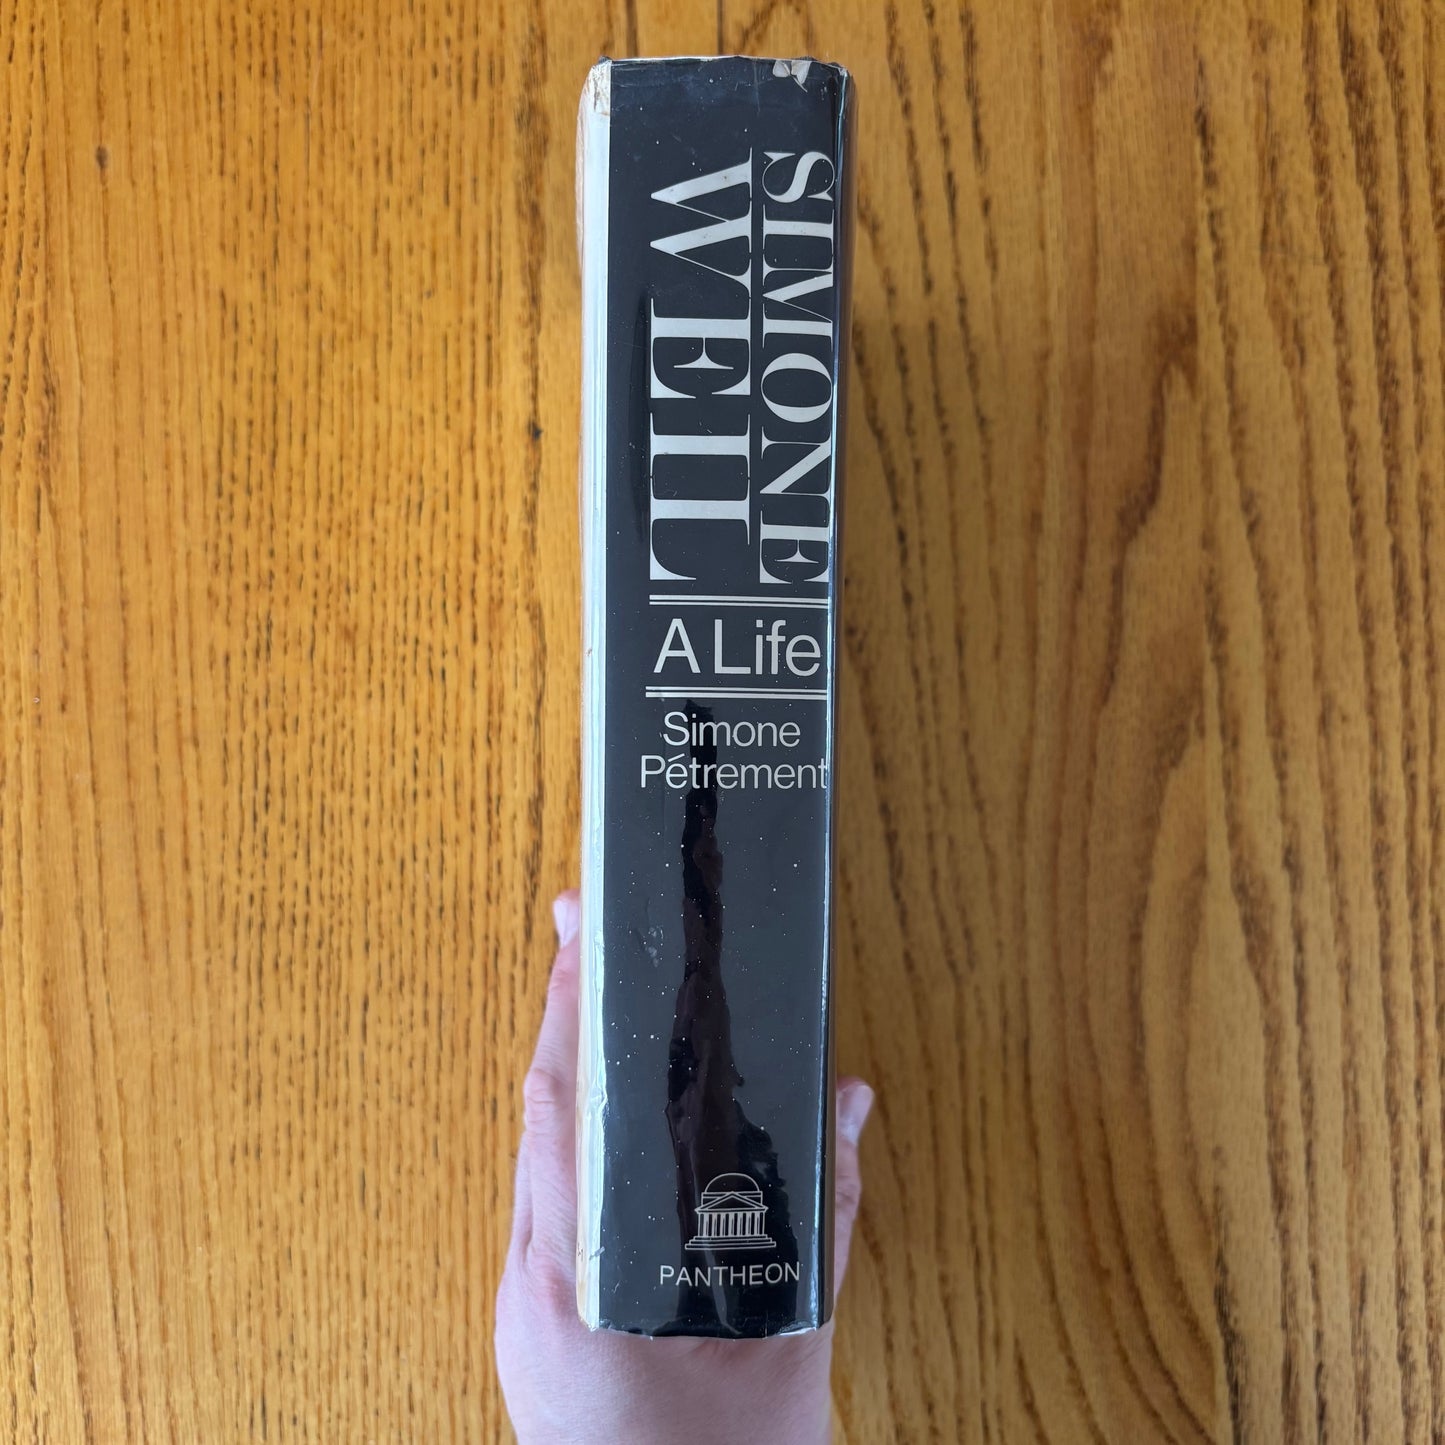 SIMONE
WEIL
A Life
Simone
Pétrement
PANTHEON